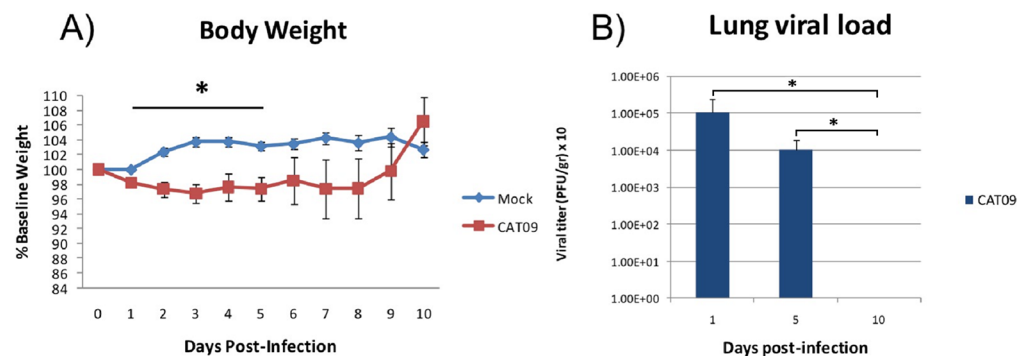 A)
Body Weight
*
% Baseline Weight
110
108
106
104
102
100
98
96
94
92
90
88
86
84
0 1 2 3 4 5 6 7 8 9 10
Days Post-Infection
Mock
CAT09
B)
Lung viral load
*
*
Viral titer (PFU/gr) x 10
1.00E+06
1.00E+05
1.00E+04
1.00E+03
1.00E+02
1.00E+01
1.00E+00
1 5 10
Days post-infection
CAT09